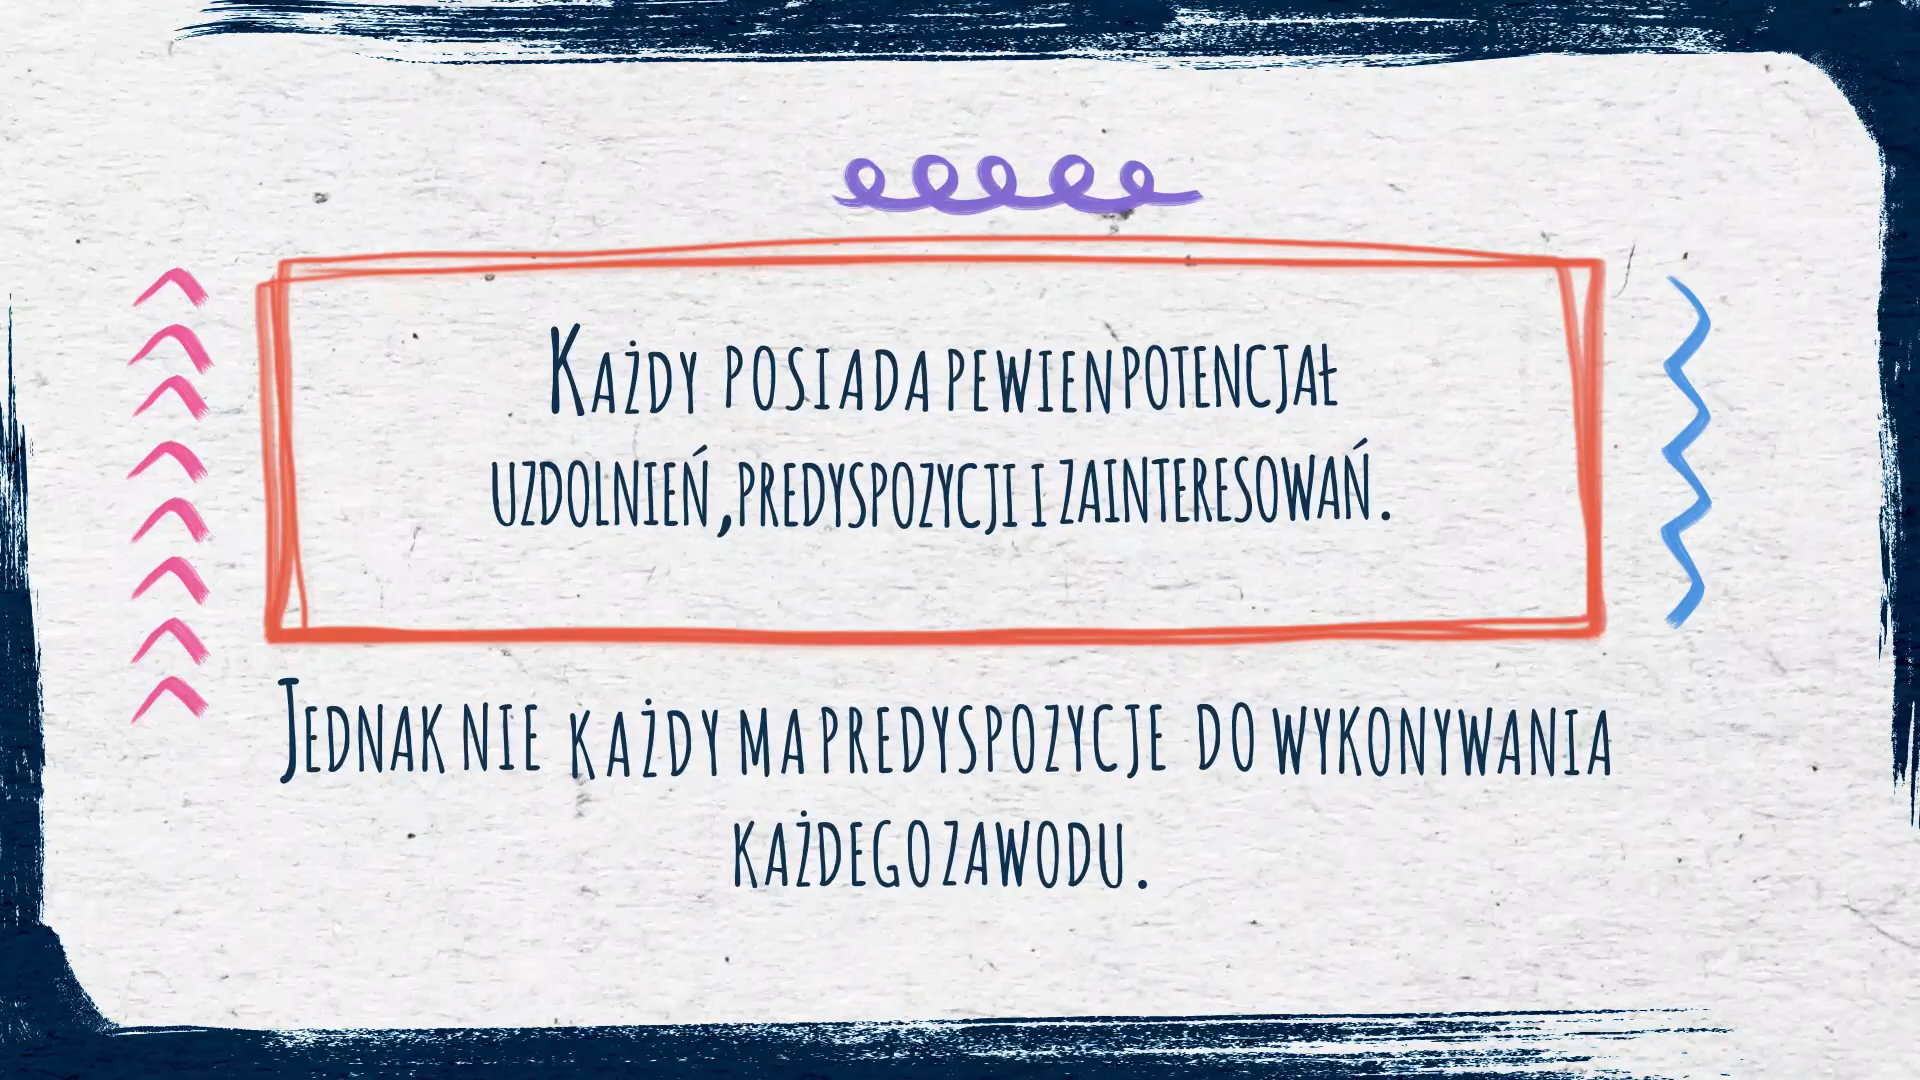 Każdy posiada pewien potencjał
uzdolnień, predyspozycji i zainteresowań.
Jednak nie każdy ma predyspozycje do wykonywania
każdego zawodu.